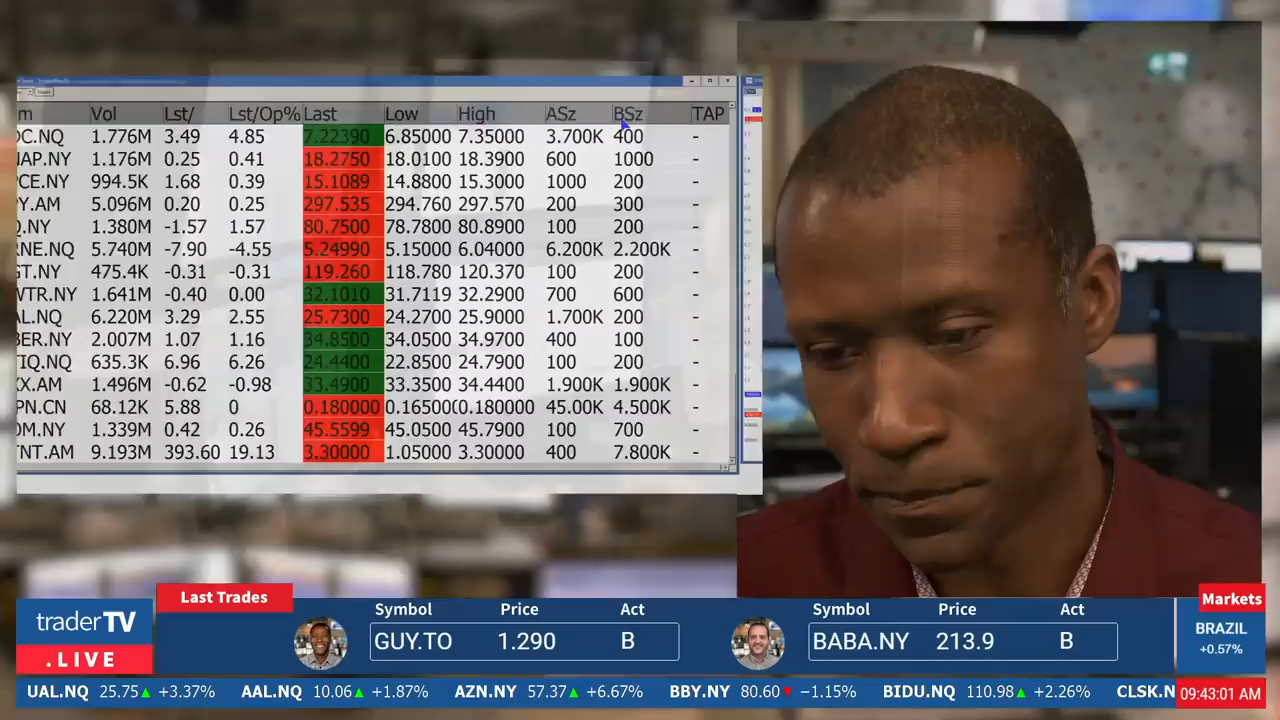 m Vol Lst/ Lst/Op% Last Low High ASz BSz TAP
OC.NQ 1.776M 3.49 4.85 7.22390 6.85000 7.35000 3.700K 400 -
NAP.NY 1.176M 0.25 0.41 18.2750 18.0100 18.3900 600 1000 -
PCE.NY 994.5K 1.68 0.39 15.1089 14.8800 15.3000 1000 200 -
PY.AM 5.096M 0.20 0.25 297.535 294.760 297.570 200 300 -
Q.NY 1.380M -1.57 1.57 80.7500 78.7800 80.8900 100 200 -
RNE.NQ 5.740M -7.90 -4.55 5.24990 5.15000 6.04000 6.200K 2.200K -
GT.NY 475.4K -0.31 -0.31 119.260 118.780 120.370 100 200 -
WTR.NY 1.641M -0.40 0.00 32.1010 31.7119 32.2900 700 600 -
AL.NQ 6.220M 3.29 2.55 25.7300 24.2700 25.9000 1.700K 200 -
BER.NY 2.007M 1.07 1.16 34.8500 34.0500 34.9700 400 100 -
TIQ.NQ 635.3K 6.96 6.26 24.4400 22.8500 24.7900 100 200 -
XX.AM 1.496M -0.62 -0.98 33.4900 33.3500 34.4400 1.900K 1.900K -
PN.CN 68.12K 5.88 0 0.180000 0.16500 0.180000 45.00K 4.500K -
OM.NY 1.339M 0.42 0.26 45.5599 45.0500 45.7900 100 700 -
TNT.AM 9.193M 393.60 19.13 3.30000 1.05000 3.30000 400 7.800K -
traderTV
.LIVE
Last Trades
Symbol Price Act
GUY.TO 1.290 B
Symbol Price Act
BABA.NY 213.9 B
Markets
BRAZIL
+0.57%
UAL.NQ 25.75 ▲ +3.37% AAL.NQ 10.06 ▲ +1.87% AZN.NY 57.37 ▲ +6.67% BBY.NY 80.60 ▼ −1.15% BIDU.NQ 110.98 ▲ +2.26% CLSK.N
09:43:01 AM